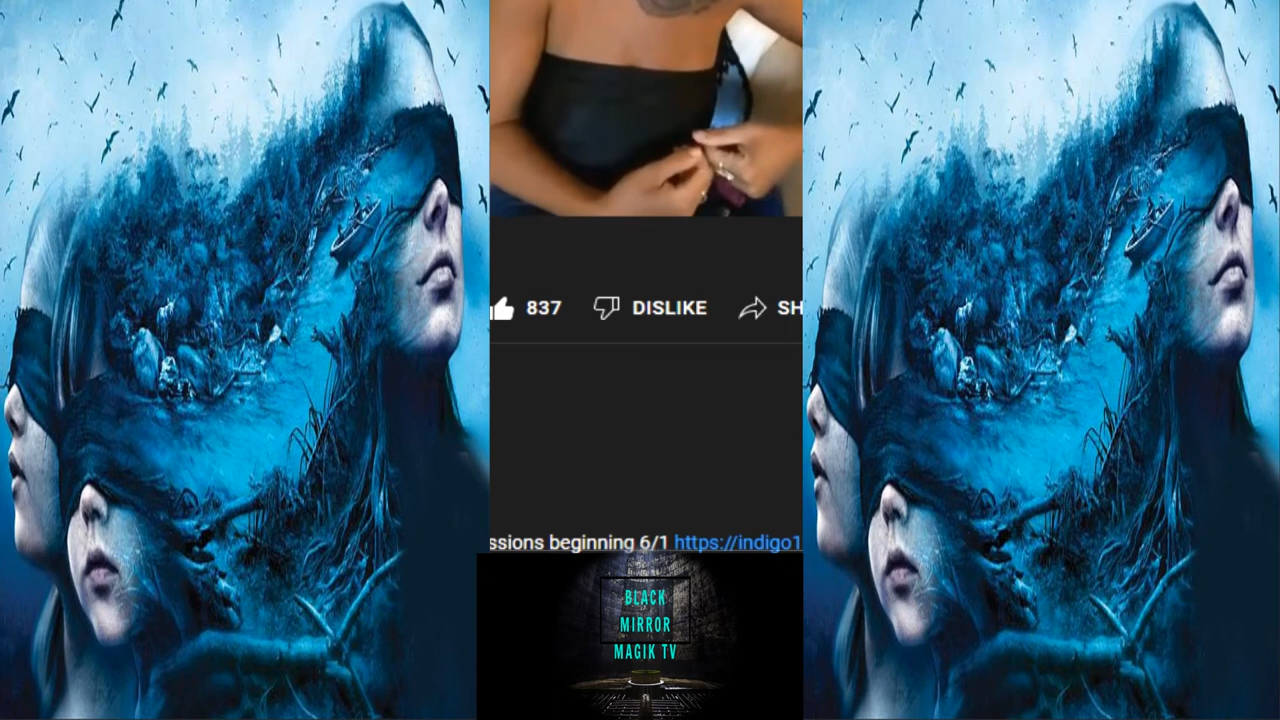 837 DISLIKE SH
ssions beginning 6/1 https://indigo1
BLACK
MIRROR
MAGIK TV